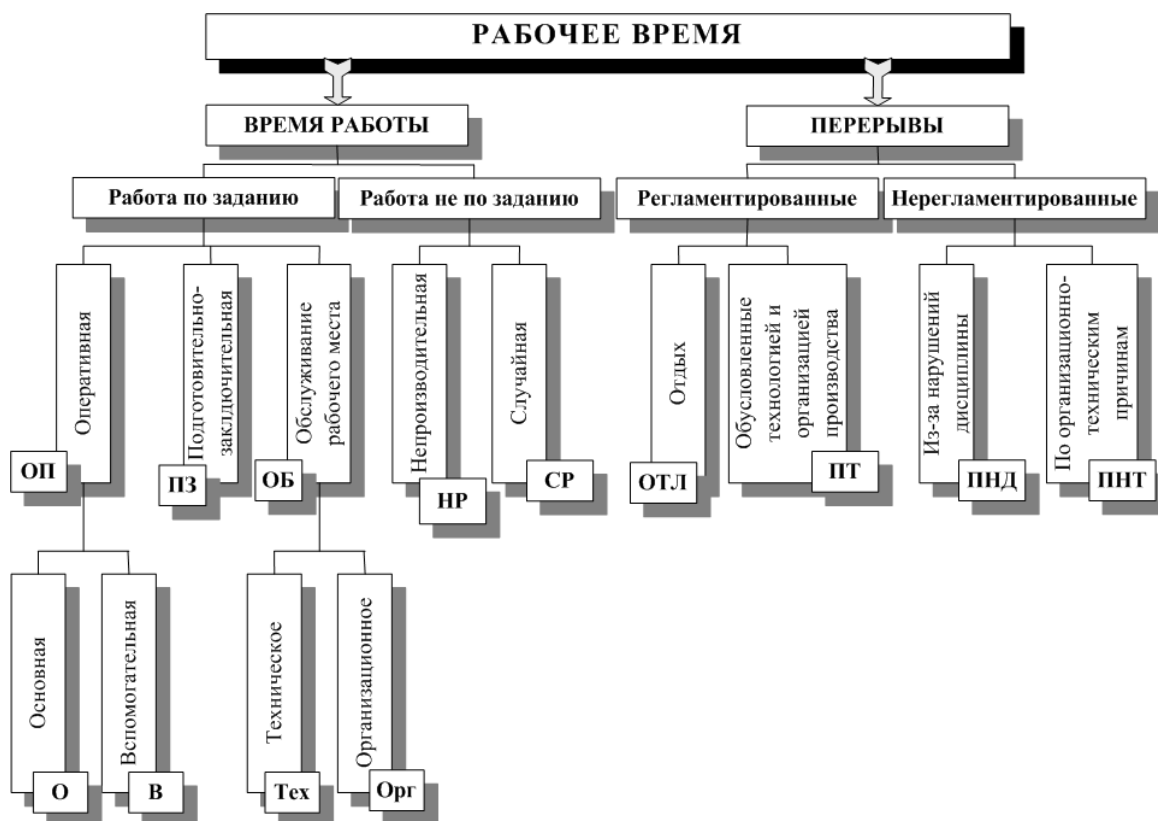 РАБОЧЕЕ ВРЕМЯ
ВРЕМЯ РАБОТЫ
ПЕРЕРЫВЫ
Работа по заданию
Работа не по заданию
Регламентированные
Нерегламентированные
Оперативная
ОП
Подготовительно-
заклдючительная
ПЗ
Обслуживание
рабочего места
ОБ
Непроизводительная
НР
Случайная
СР
Отдых
ОТЛ
Обусловленные
технологией и
организацией
производства
ПТ
Из-за нарушений
дисциплины
ПНД
По организационно-
техническим
причинам
ПНТ
Основная
О
Вспомогательная
В
Техническое
Тех
Организационное
Орг